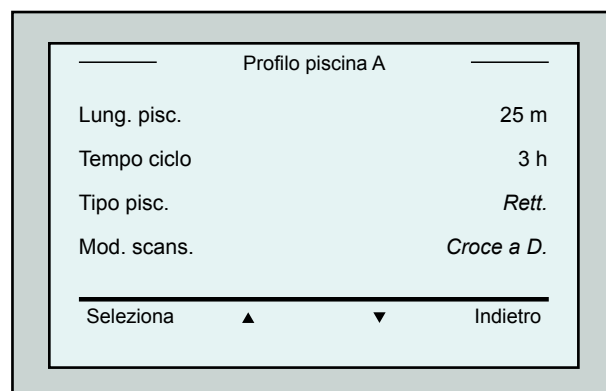 Profilo piscina A
Lung. pisc. 25 m
Tempo ciclo 3 h
Tipo pisc. Rett.
Mod. scans. Croce a D.
Seleziona ▲ ▼ Indietro